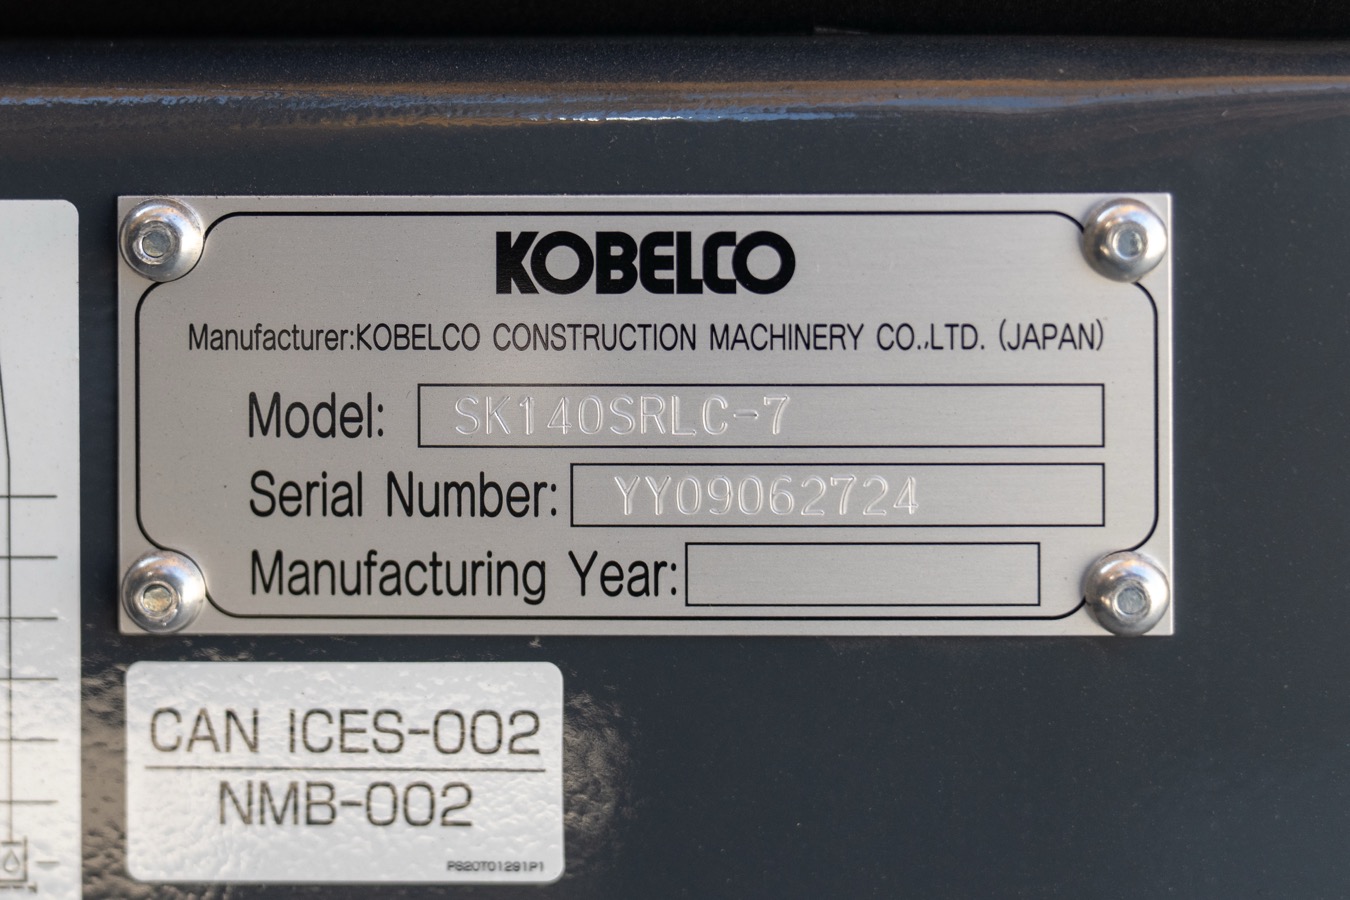 KOBELCO
Manufacturer:KOBELCO CONSTRUCTION MACHINERY CO.,LTD. (JAPAN)
Model: SK140SRLC-7
Serial Number: YY09062724
Manufacturing Year:
CAN ICES-002
NMB-002
PS20T01291P1